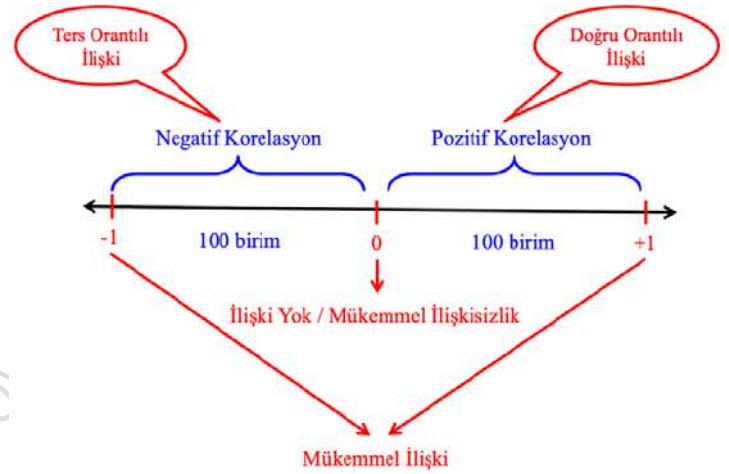 Ters Orantılı
İlişki
Doğru Orantılı
İlişki
Negatif Korelasyon
Pozitif Korelasyon
-1
100 birim
0
100 birim
+1
İlişki Yok / Mükemmel İlişkisizlik
Mükemmel İlişki